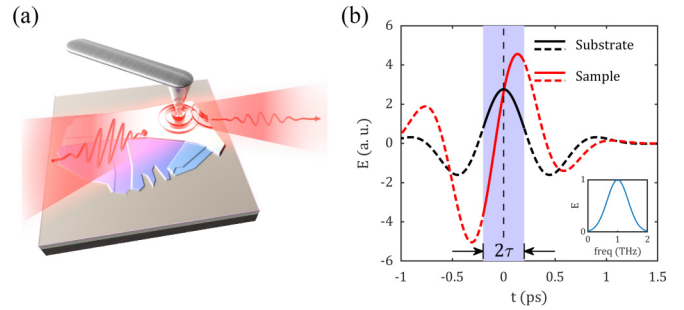 (a)
(b)
6
4
2
0
-2
-4
-6
E (a. u.)
Substrate
Sample
2τ
1
E
0
0
1
2
freq (THz)
-1
-0.5
0
0.5
1
1.5
t (ps)